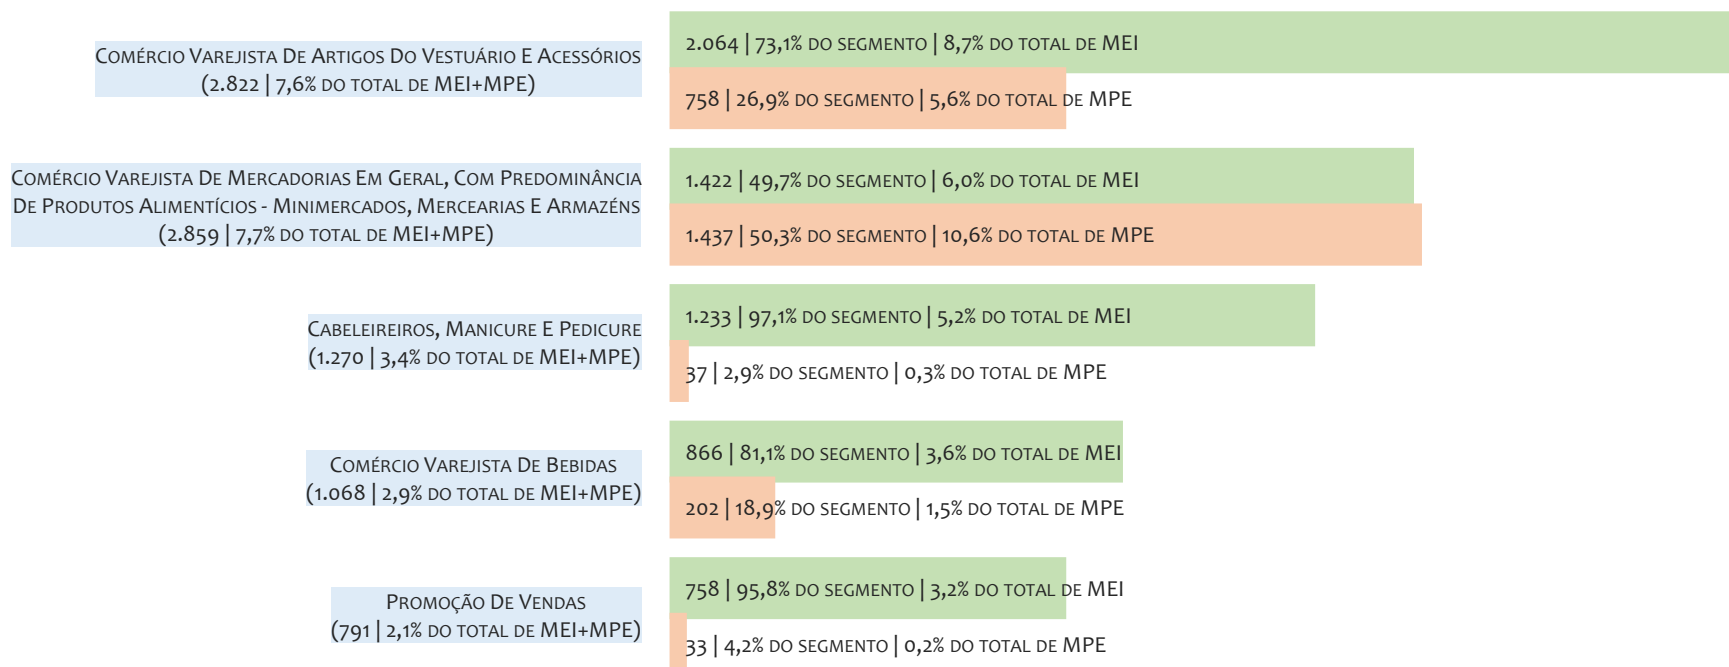 Comércio Varejista De Artigos Do Vestuário E Acessórios
(2.822 | 7,6% do total de MEI+MPE)
2.064 | 73,1% do segmento | 8,7% do total de MEI
758 | 26,9% do segmento | 5,6% do total de MPE
Comércio Varejista De Mercadorias Em Geral, Com Predominância
De Produtos Alimentícios - Minimercados, Mercearias E Armazéns
(2.859 | 7,7% do total de MEI+MPE)
1.422 | 49,7% do segmento | 6,0% do total de MEI
1.437 | 50,3% do segmento | 10,6% do total de MPE
Cabeleireiros, Manicure E Pedicure
(1.270 | 3,4% do total de MEI+MPE)
1.233 | 97,1% do segmento | 5,2% do total de MEI
37 | 2,9% do segmento | 0,3% do total de MPE
Comércio Varejista De Bebidas
(1.068 | 2,9% do total de MEI+MPE)
866 | 81,1% do segmento | 3,6% do total de MEI
202 | 18,9% do segmento | 1,5% do total de MPE
Promoção De Vendas
(791 | 2,1% do total de MEI+MPE)
758 | 95,8% do segmento | 3,2% do total de MEI
33 | 4,2% do segmento | 0,2% do total de MPE